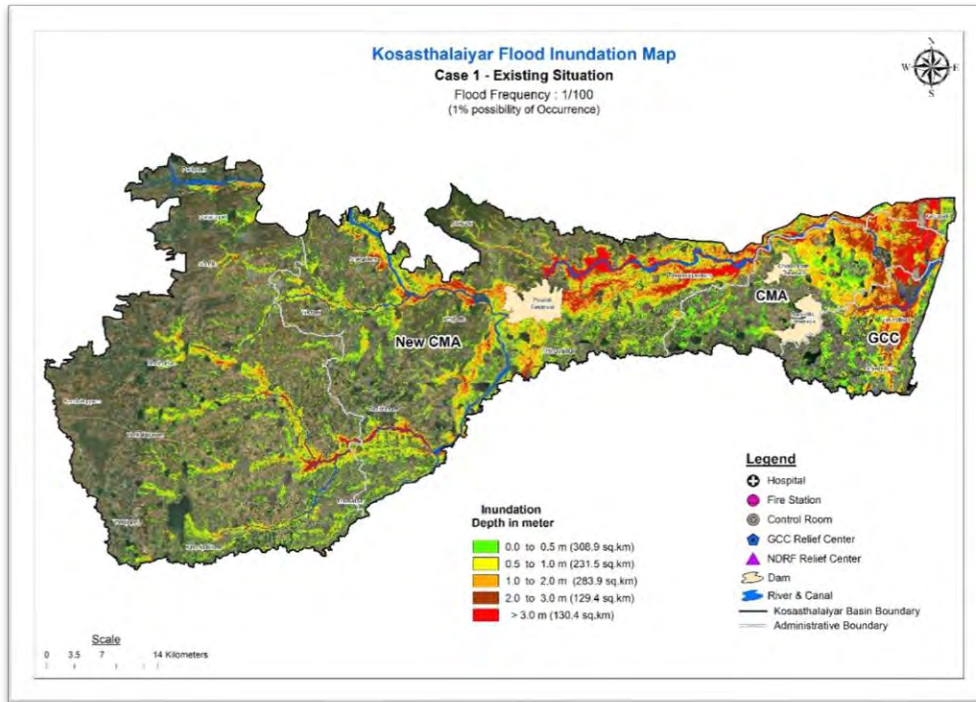 Kosasthalaiyar Flood Inundation Map
Case 1 - Existing Situation
Flood Frequency : 1/100
(1% possibility of Occurrence)
N
W
E
S
New CMA
CMA
GCC
Inundation
Depth in meter
0.0 to 0.5 m (308.9 sq.km)
0.5 to 1.0 m (231.5 sq.km)
1.0 to 2.0 m (283.9 sq.km)
2.0 to 3.0 m (129.4 sq.km)
> 3.0 m (130.4 sq.km)
Legend
Hospital
Fire Station
Control Room
GCC Relief Center
NDRF Relief Center
Dam
River & Canal
Kosasthalaiyar Basin Boundary
Administrative Boundary
Scale
0 3.5 7 14 Kilometers